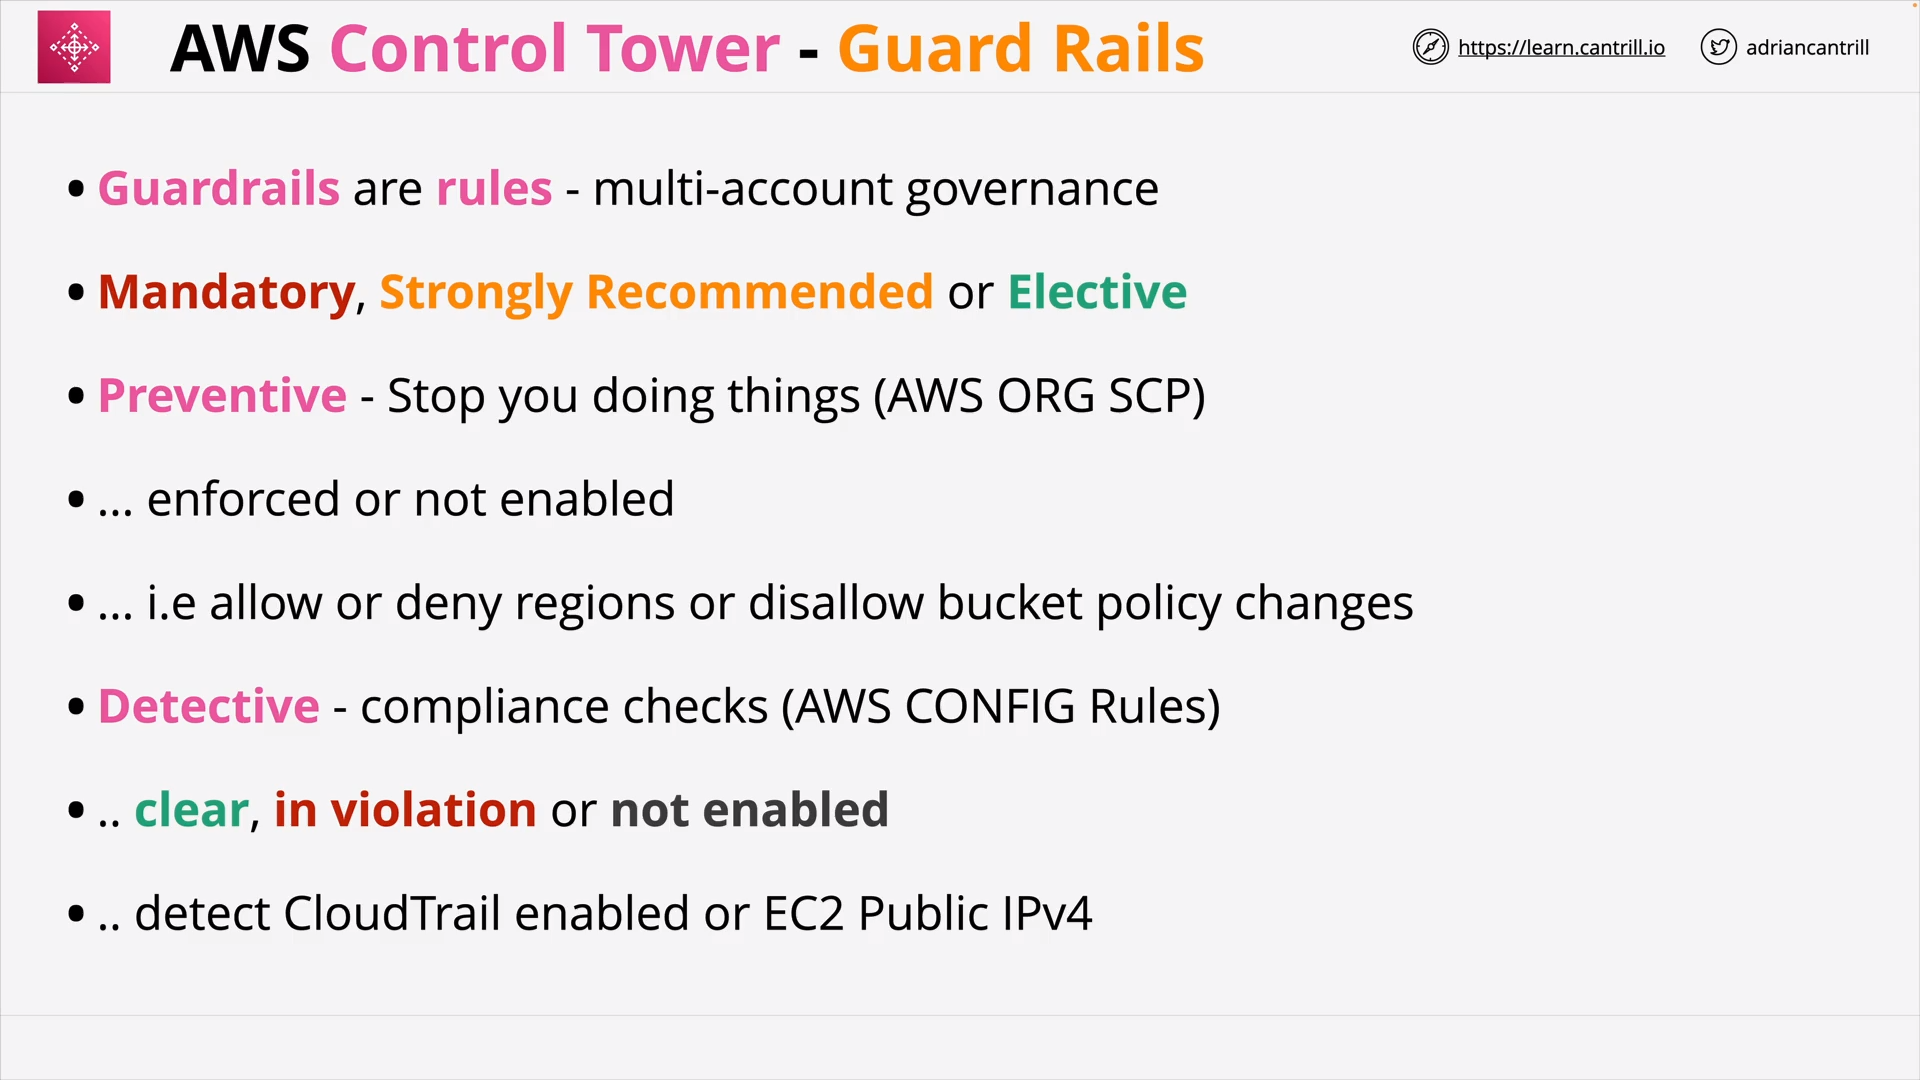 AWS Control Tower - Guard Rails
https://learn.cantrill.io
adriancantrill
• Guardrails are rules - multi-account governance
• Mandatory, Strongly Recommended or Elective
• Preventive - Stop you doing things (AWS ORG SCP)
• ... enforced or not enabled
• ... i.e allow or deny regions or disallow bucket policy changes
• Detective - compliance checks (AWS CONFIG Rules)
• .. clear, in violation or not enabled
• .. detect CloudTrail enabled or EC2 Public IPv4